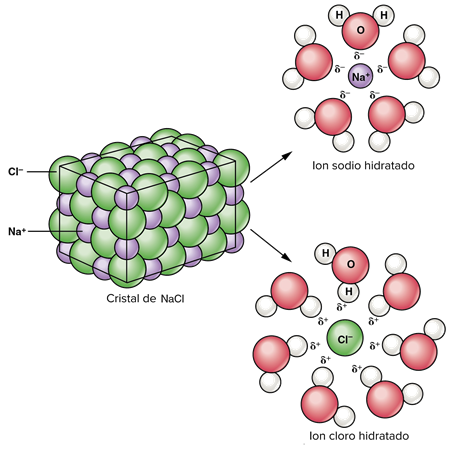 H H
O
δ⁻
δ⁻ Na⁺ δ⁻
δ⁻ δ⁻
Ion sodio hidratado
Cl⁻
Na⁺
Cristal de NaCl
H
O
H
δ⁺
δ⁺ δ⁺
Cl⁻
δ⁺ δ⁺
δ⁺ δ⁺
Ion cloro hidratado